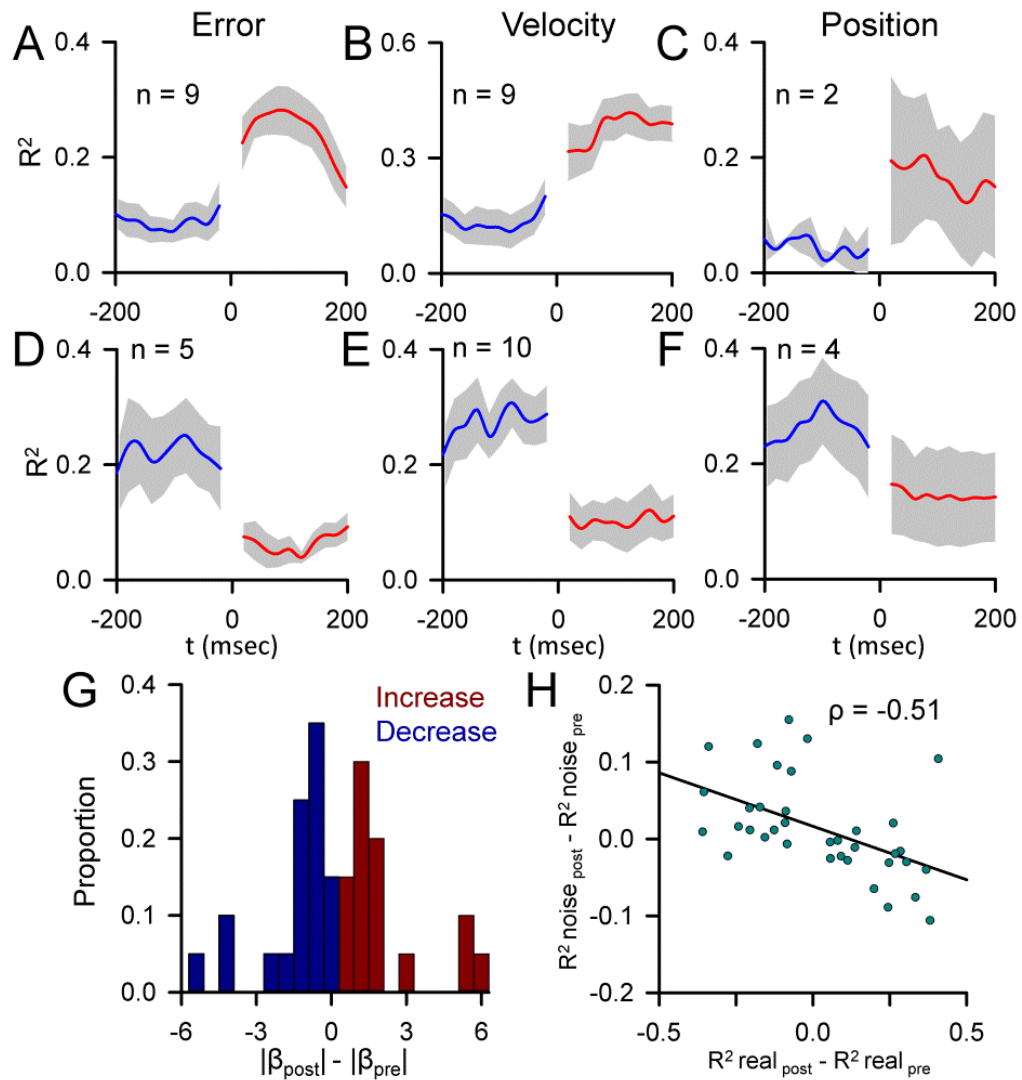 A Error B Velocity C Position
0.4 0.6 0.4
n = 9 n = 9 n = 2
R² 0.2 0.3 0.2
0.0 0.0 0.0
-200 0 200 -200 0 200 -200 0 200
D n = 5 E n = 10 F n = 4
0.4 0.4 0.4
R² 0.2 0.2 0.2
0.0 0.0 0.0
-200 0 200 -200 0 200 -200 0 200
t (msec) t (msec) t (msec)
G
0.4
Increase
Decrease
0.3
0.2
0.1
0.0
Proportion
-6 -3 0 3 6
|βpost| - |βpre|
H
ρ = -0.51
0.2
0.1
0.0
-0.1
-0.2
R² noise post - R² noise pre
-0.5 0.0 0.5
R² real post - R² real pre